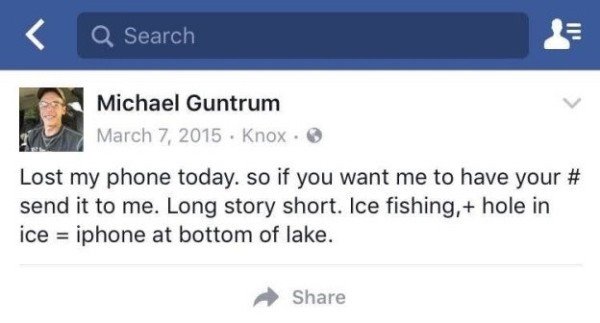 Search
Michael Guntrum
March 7, 2015 · Knox ·
Lost my phone today. so if you want me to have your #
send it to me. Long story short. Ice fishing,+ hole in
ice = iphone at bottom of lake.
Share